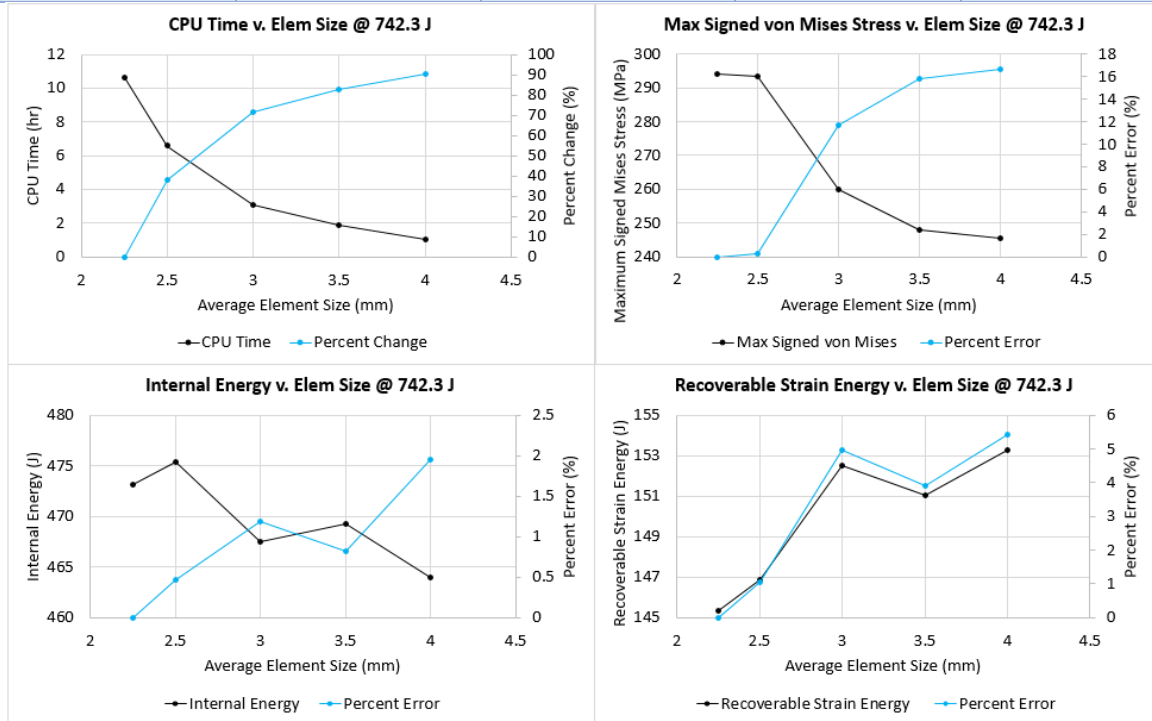 CPU Time v. Elem Size @ 742.3 J
12
10
8
6
4
2
0
CPU Time (hr)
100
90
80
70
60
50
40
30
20
10
0
Percent Change (%)
2 2.5 3 3.5 4 4.5
Average Element Size (mm)
CPU Time Percent Change
Max Signed von Mises Stress v. Elem Size @ 742.3 J
300
290
280
270
260
250
240
Maximum Signed Mises Stress (MPa)
18
16
14
12
10
8
6
4
2
0
Percent Error (%)
2 2.5 3 3.5 4 4.5
Average Element Size (mm)
Max Signed von Mises Percent Error
Internal Energy v. Elem Size @ 742.3 J
480
475
470
465
460
Internal Energy (J)
2.5
2
1.5
1
0.5
0
Percent Error (%)
2 2.5 3 3.5 4 4.5
Average Element Size (mm)
Internal Energy Percent Error
Recoverable Strain Energy v. Elem Size @ 742.3 J
155
153
151
149
147
145
Recoverable Strain Energy (J)
6
5
4
3
2
1
0
Percent Error (%)
2 2.5 3 3.5 4 4.5
Average Element Size (mm)
Recoverable Strain Energy Percent Error